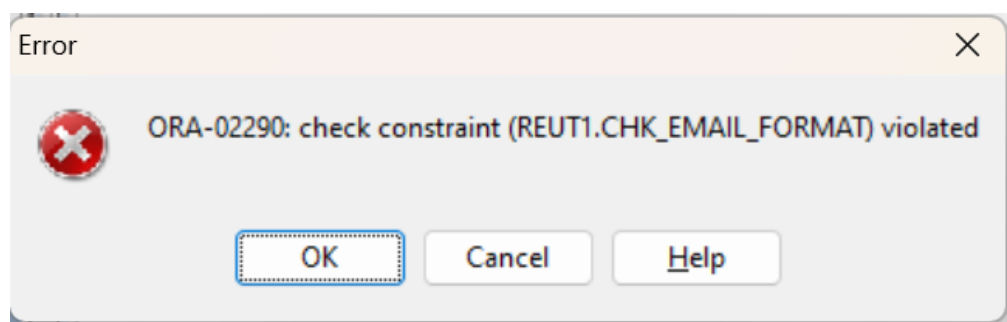 Error
ORA-02290: check constraint (REUT1.CHK_EMAIL_FORMAT) violated
OK Cancel Help